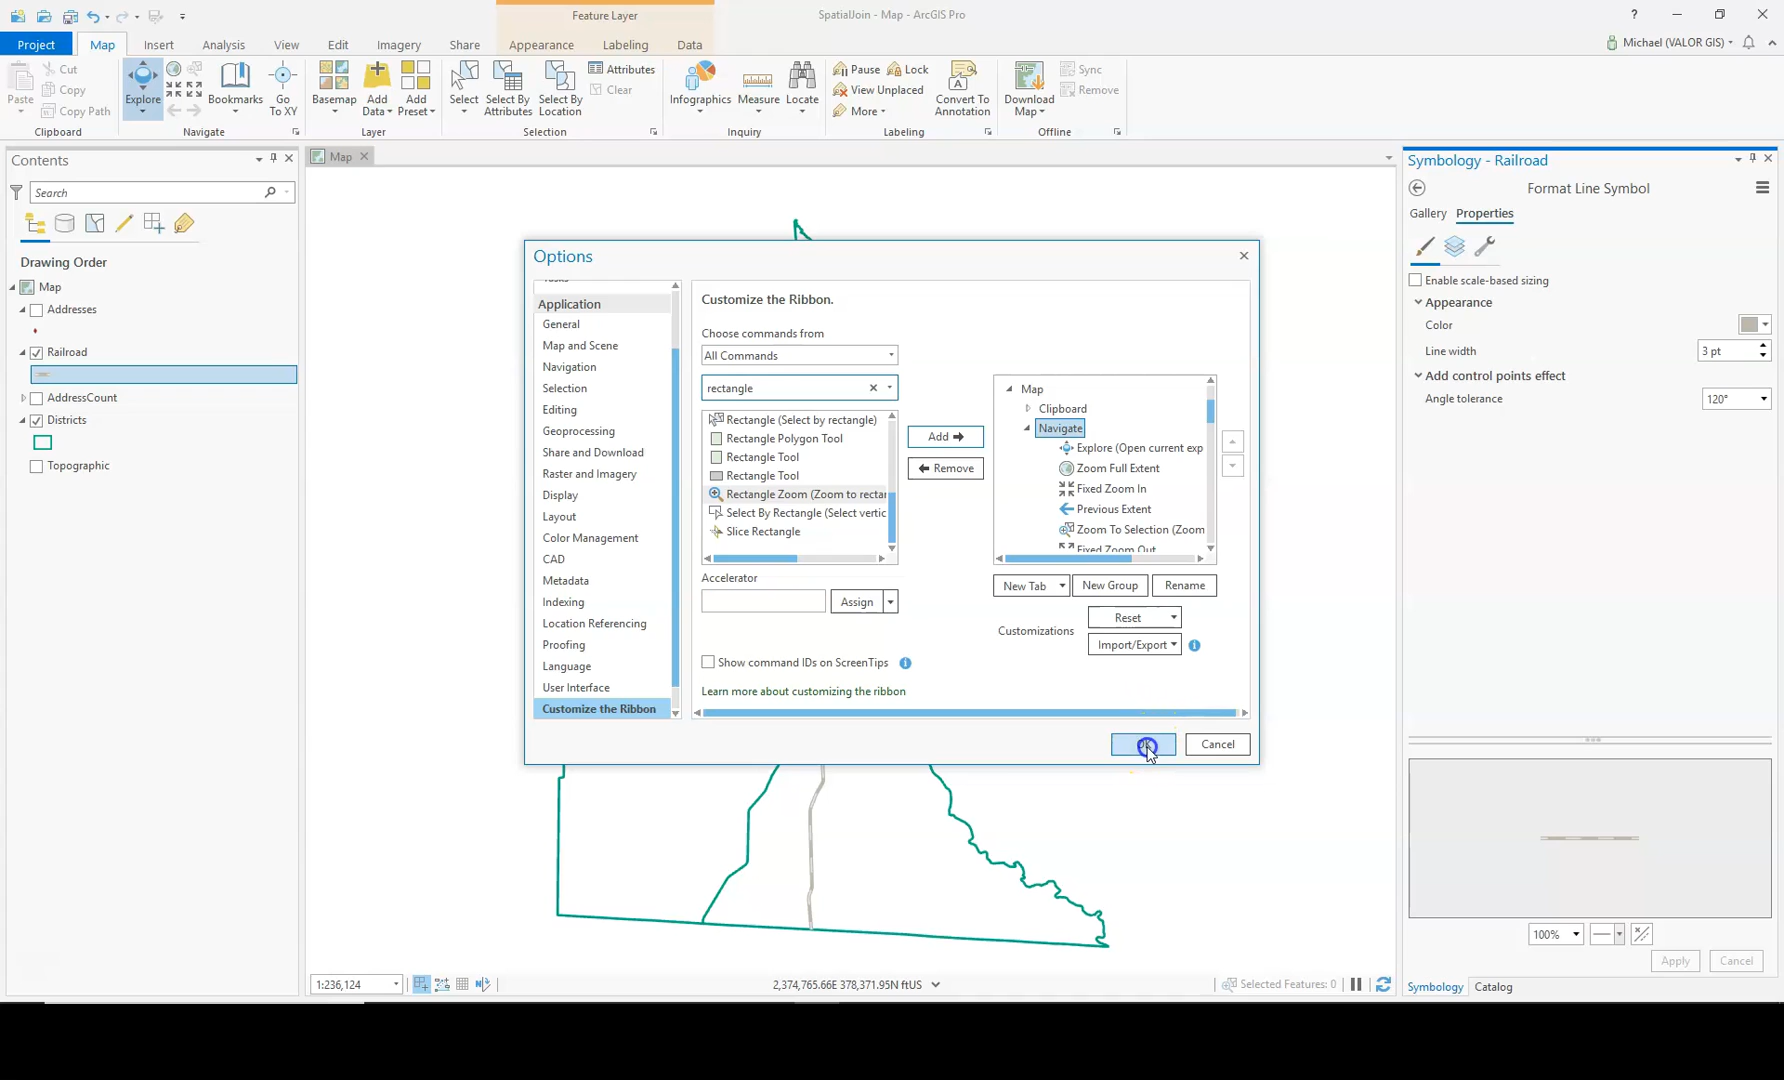 Feature Layer
SpatialJoin - Map - ArcGIS Pro
?
Project Map Insert Analysis View Edit Imagery Share Appearance Labeling Data
Michael (VALOR GIS)
Paste
Cut
Copy
Copy Path
Clipboard
Explore
Bookmarks
Go To XY
Navigate
Basemap
Add Data
Add Preset
Layer
Select
Select By Attributes
Select By Location
Attributes
Clear
Selection
Infographics
Measure
Locate
Inquiry
Pause
Lock
View Unplaced
More
Convert To Annotation
Labeling
Download Map
Sync
Remove
Offline
Contents
Search
Drawing Order
Map
Addresses
Railroad
AddressCount
Districts
Topographic
Map
Options
Application
General
Map and Scene
Navigation
Selection
Editing
Geoprocessing
Share and Download
Raster and Imagery
Display
Layout
Color Management
CAD
Metadata
Indexing
Location Referencing
Proofing
Language
User Interface
Customize the Ribbon
Customize the Ribbon.
Choose commands from
All Commands
rectangle
Rectangle (Select by rectangle)
Rectangle Polygon Tool
Rectangle Tool
Rectangle Tool
Rectangle Zoom (Zoom to rectar
Select By Rectangle (Select vertic
Slice Rectangle
Add
Remove
Map
Clipboard
Navigate
Explore (Open current exp
Zoom Full Extent
Fixed Zoom In
Previous Extent
Zoom To Selection (Zoom
Fixed Zoom Out
Accelerator
Assign
New Tab
New Group
Rename
Customizations
Reset
Import/Export
Show command IDs on ScreenTips
Learn more about customizing the ribbon
Cancel
1:236,124
2,374,765.66E 378,371.95N ftUS
Selected Features: 0
Symbology - Railroad
Format Line Symbol
Gallery Properties
Enable scale-based sizing
Appearance
Color
Line width
3 pt
Add control points effect
Angle tolerance
120°
100%
Apply
Cancel
Symbology Catalog